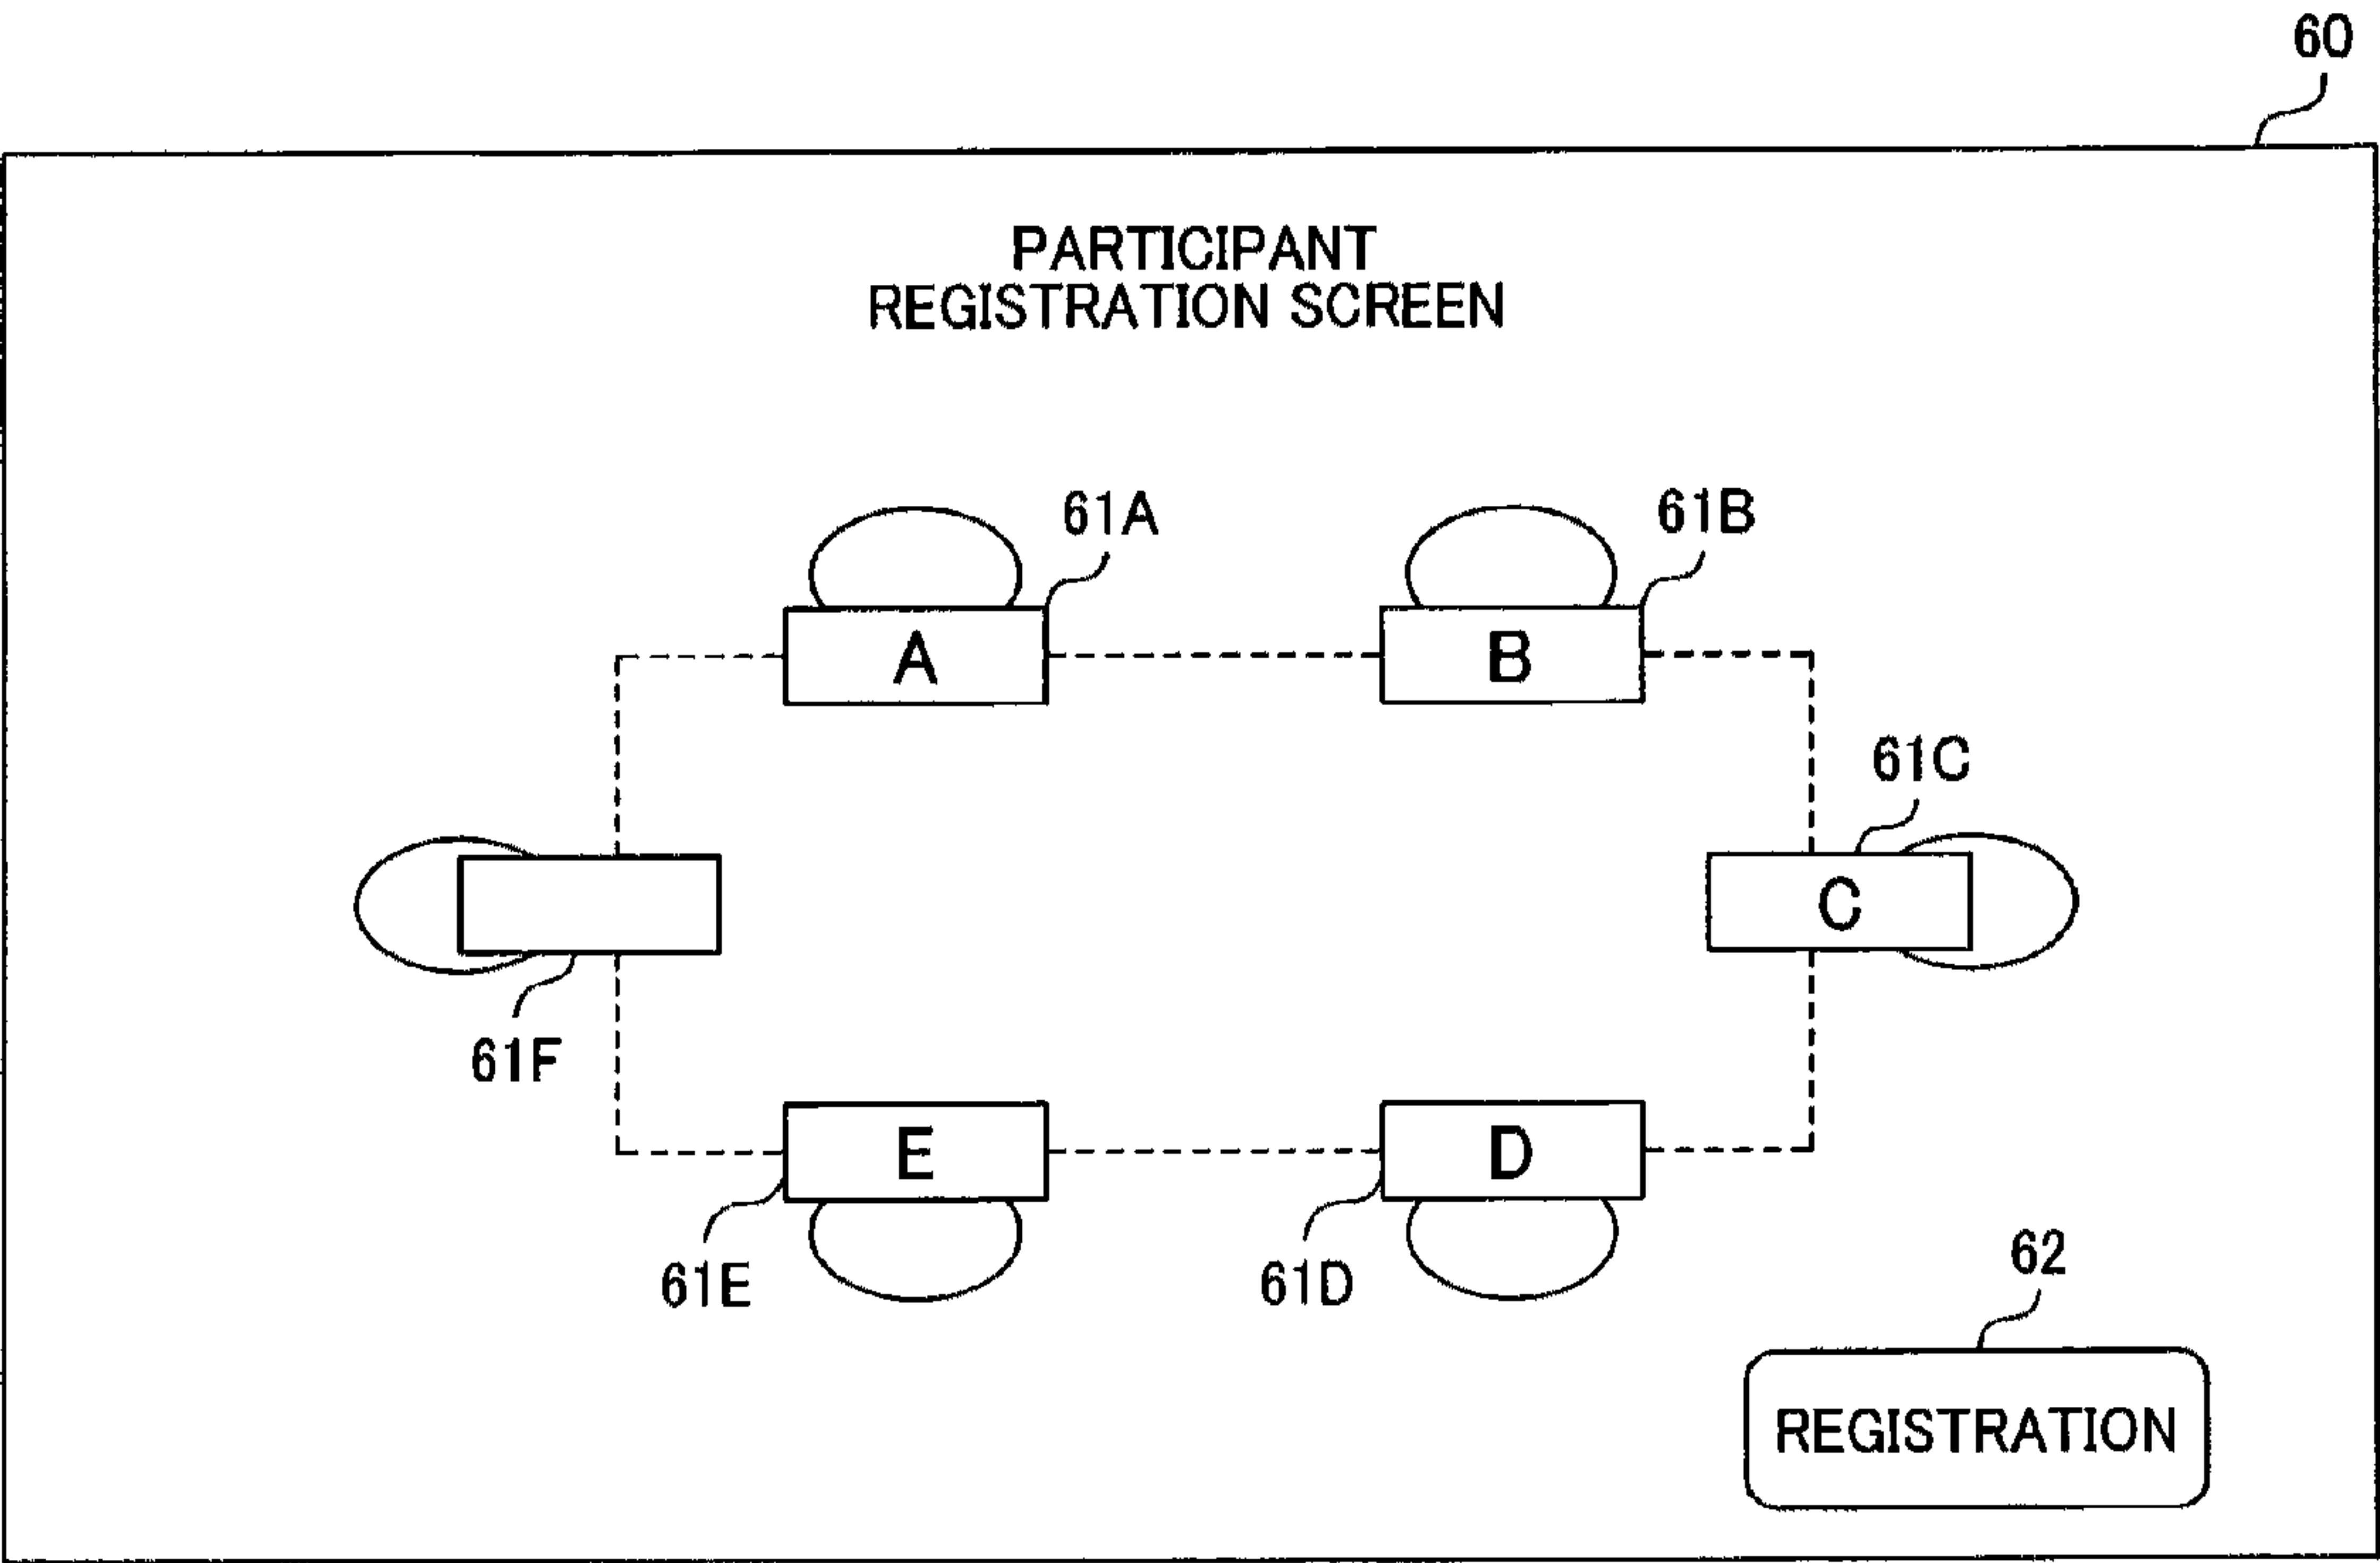 60
PARTICIPANT
REGISTRATION SCREEN
61A
61B
A
B
61C
C
61F
E
D
61E
61D
62
REGISTRATION